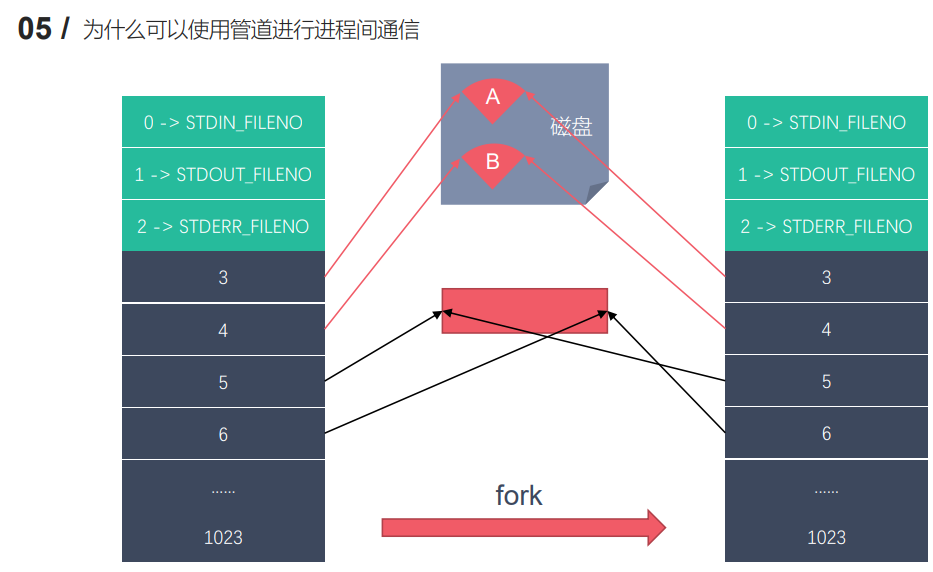 05 / 为什么可以使用管道进行进程间通信
0 -> STDIN_FILENO
1 -> STDOUT_FILENO
2 -> STDERR_FILENO
3
4
5
6
……
1023
A
磁盘
B
fork
0 -> STDIN_FILENO
1 -> STDOUT_FILENO
2 -> STDERR_FILENO
3
4
5
6
……
1023